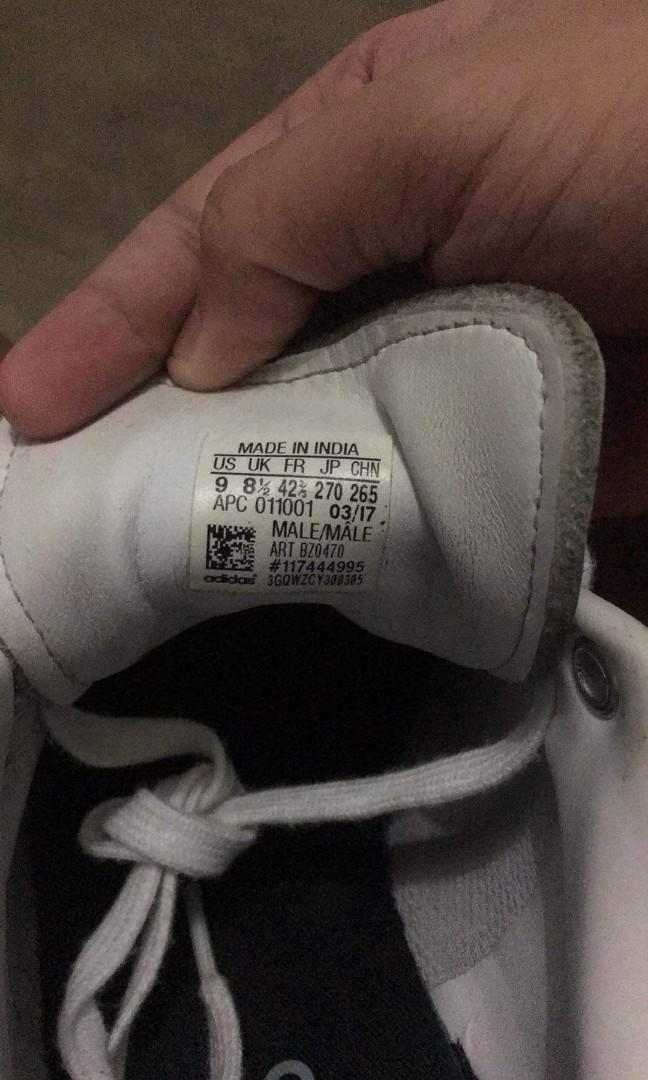 MADE IN INDIA
US UK FR JP CHN
9 8½ 42⅔ 270 265
APC 011001 03/17
MALE/MÂLE
ART BZ0470
#117444995
adidas 3GQWZCY300305